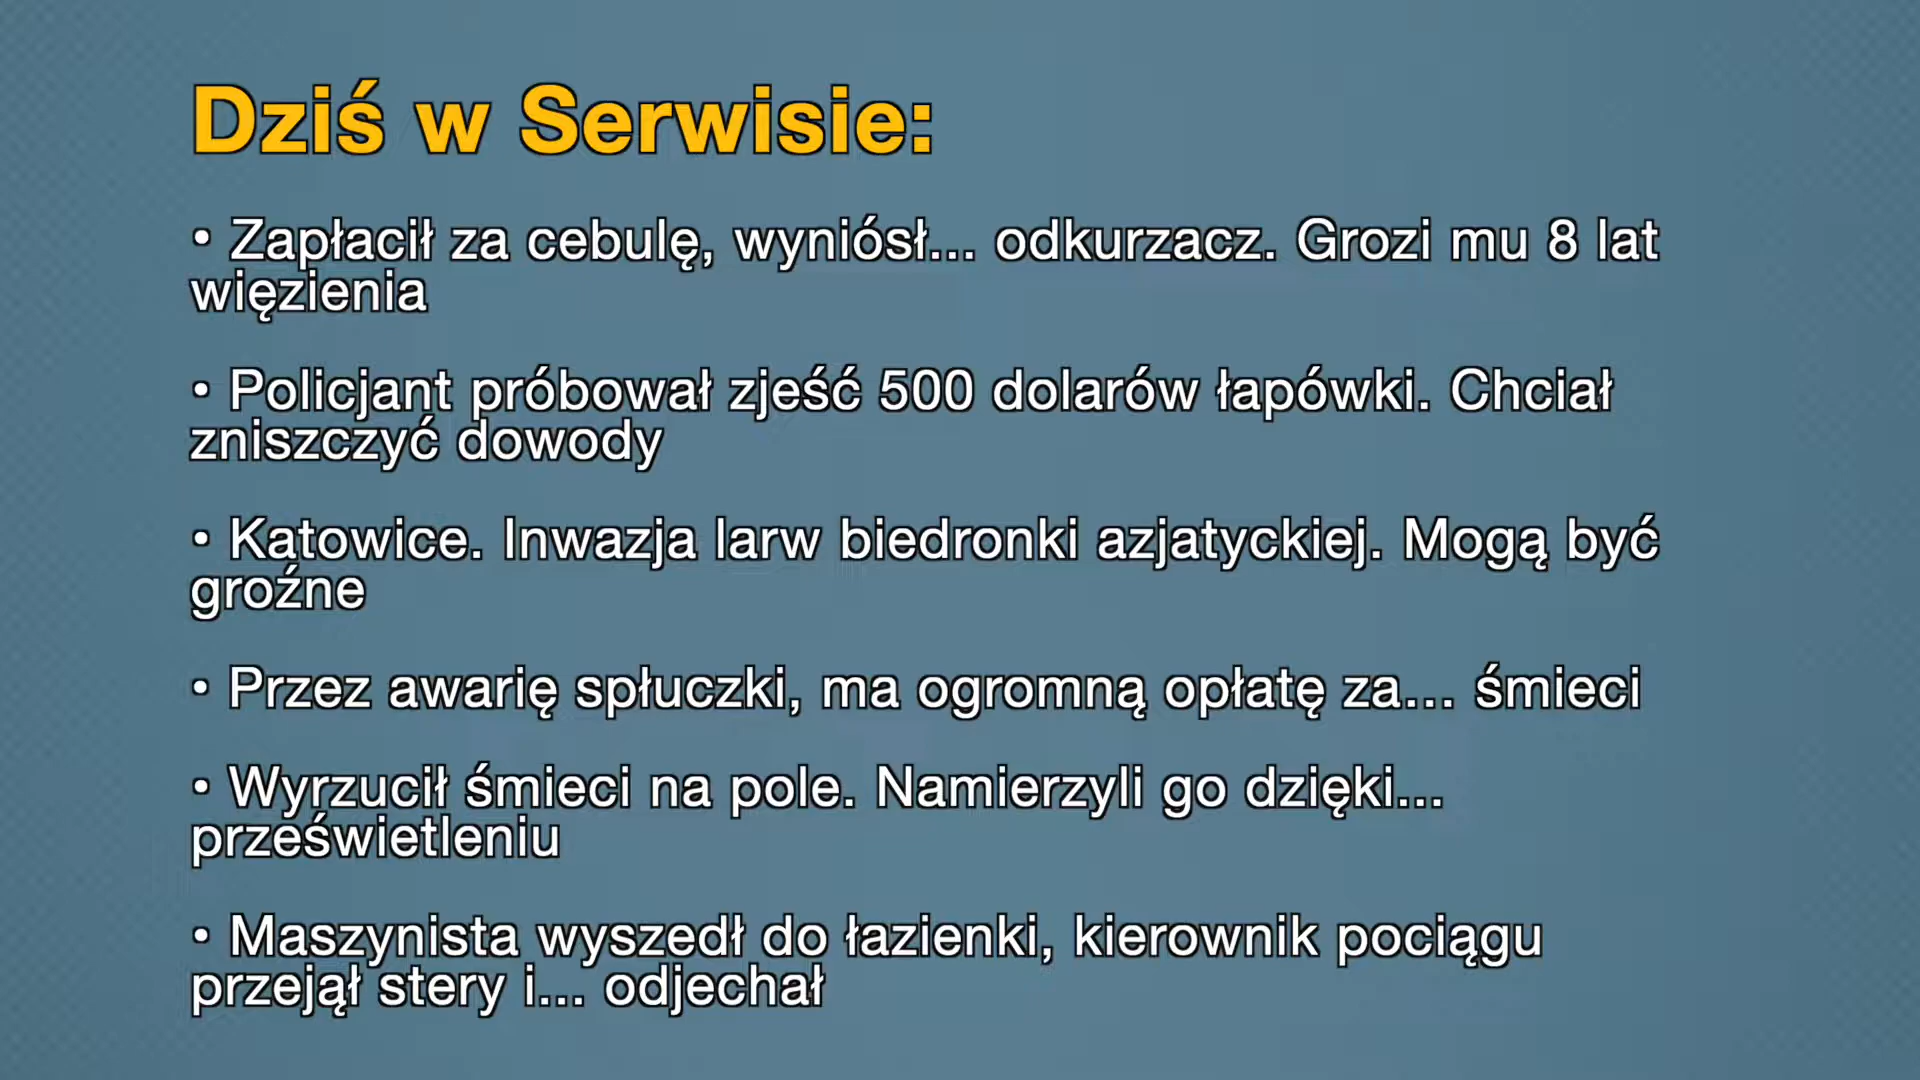 Dziś w Serwisie:
• Zapłacił za cebulę, wyniósł... odkurzacz. Grozi mu 8 lat
więzienia
• Policjant próbował zjeść 500 dolarów łapówki. Chciał
zniszczyć dowody
• Katowice. Inwazja larw biedronki azjatyckiej. Mogą być
groźne
• Przez awarię spłuczki, ma ogromną opłatę za... śmieci
• Wyrzucił śmieci na pole. Namierzyli go dzięki...
prześwietleniu
• Maszynista wyszedł do łazienki, kierownik pociągu
przejął stery i... odjechał